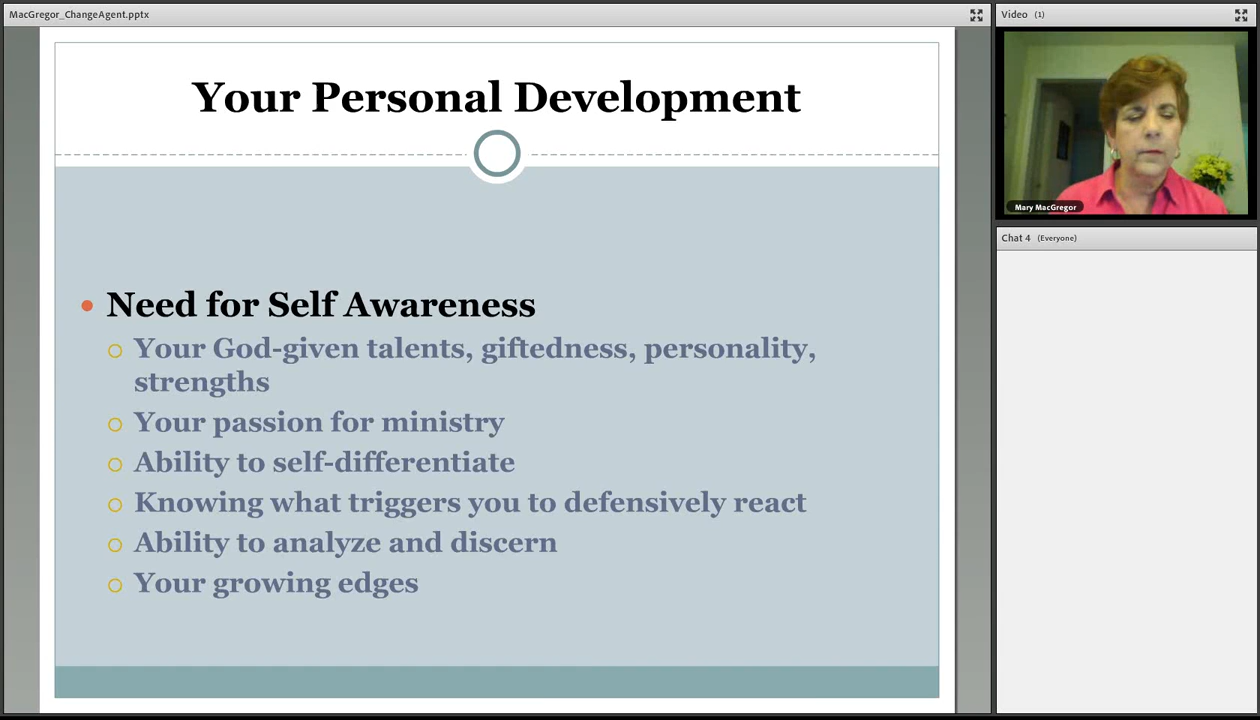 MacGregor_ChangeAgent.pptx
Your Personal Development
Need for Self Awareness
Your God-given talents, giftedness, personality,
strengths
Your passion for ministry
Ability to self-differentiate
Knowing what triggers you to defensively react
Ability to analyze and discern
Your growing edges
Video (1)
Mary MacGregor
Chat 4 (Everyone)